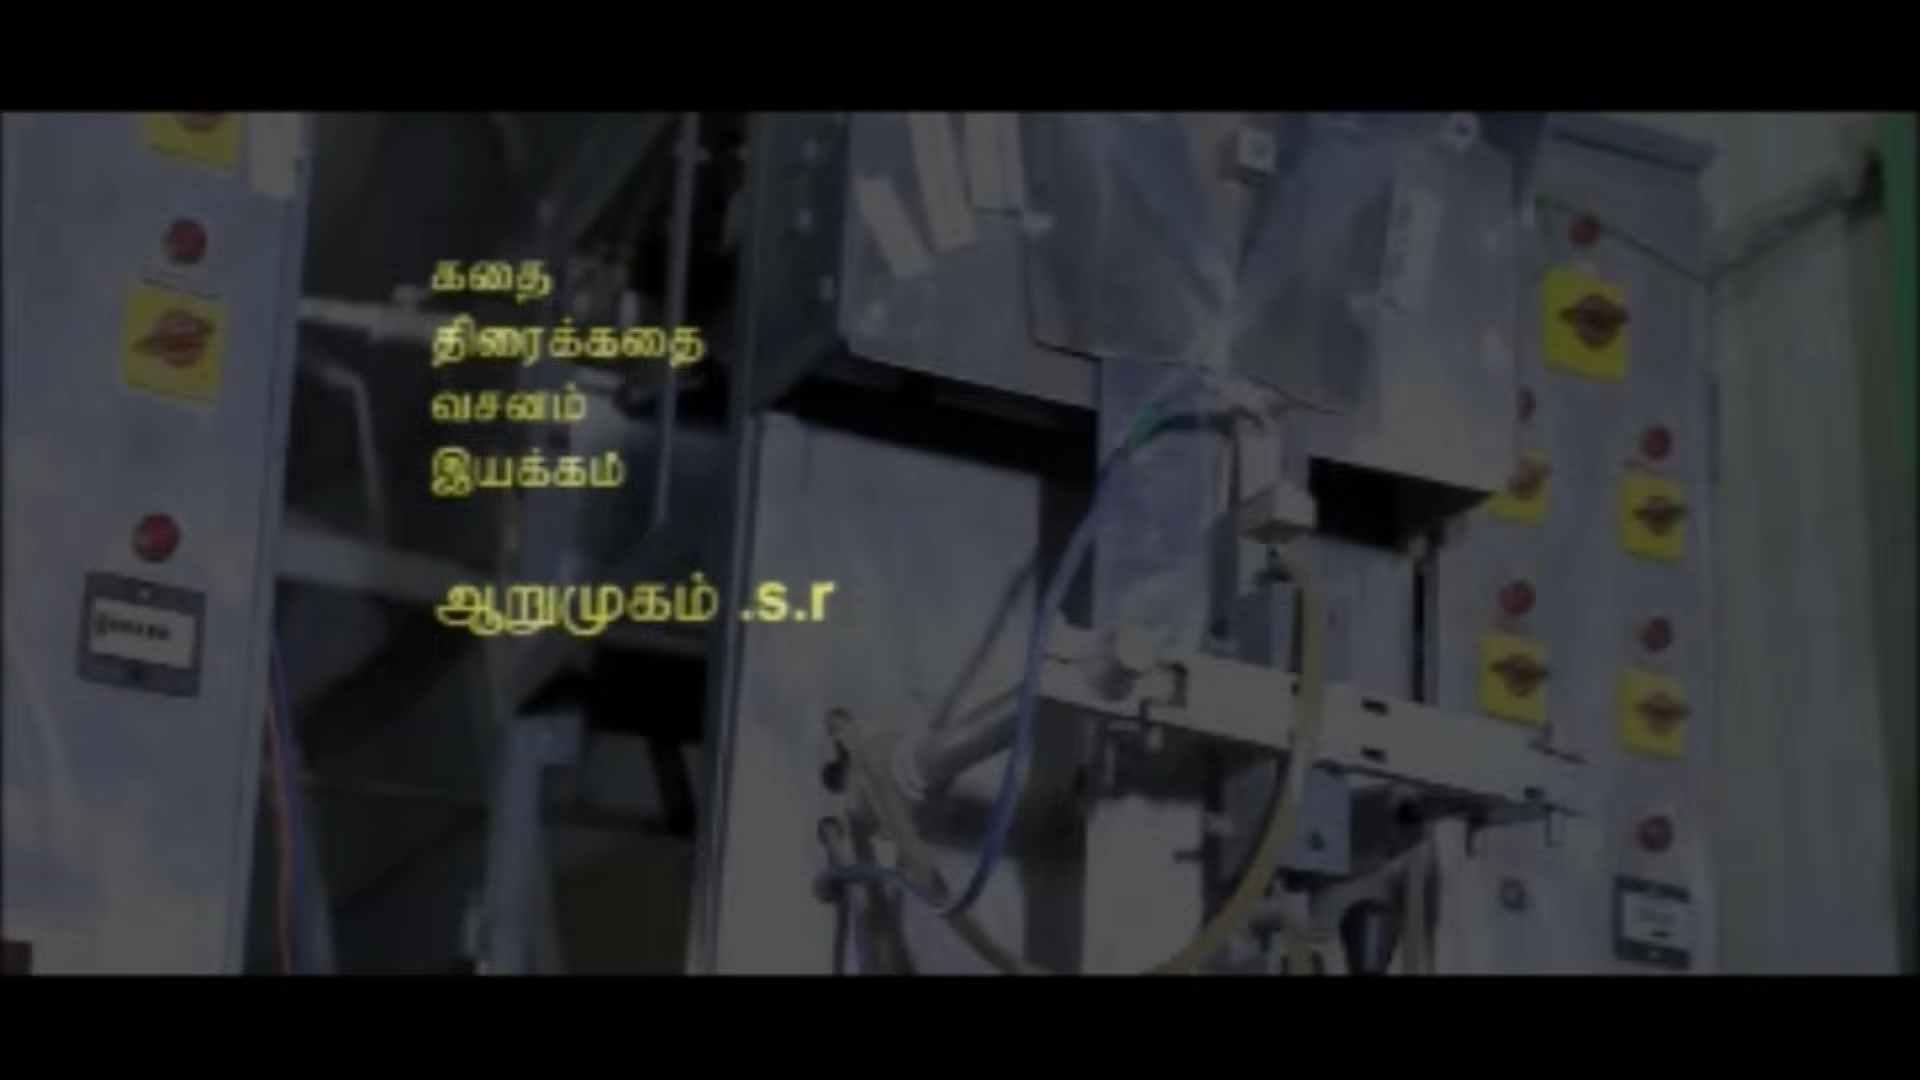 கதை
திரைக்கதை
வசனம்
இயக்கம்
ஆறுமுகம் .s.r